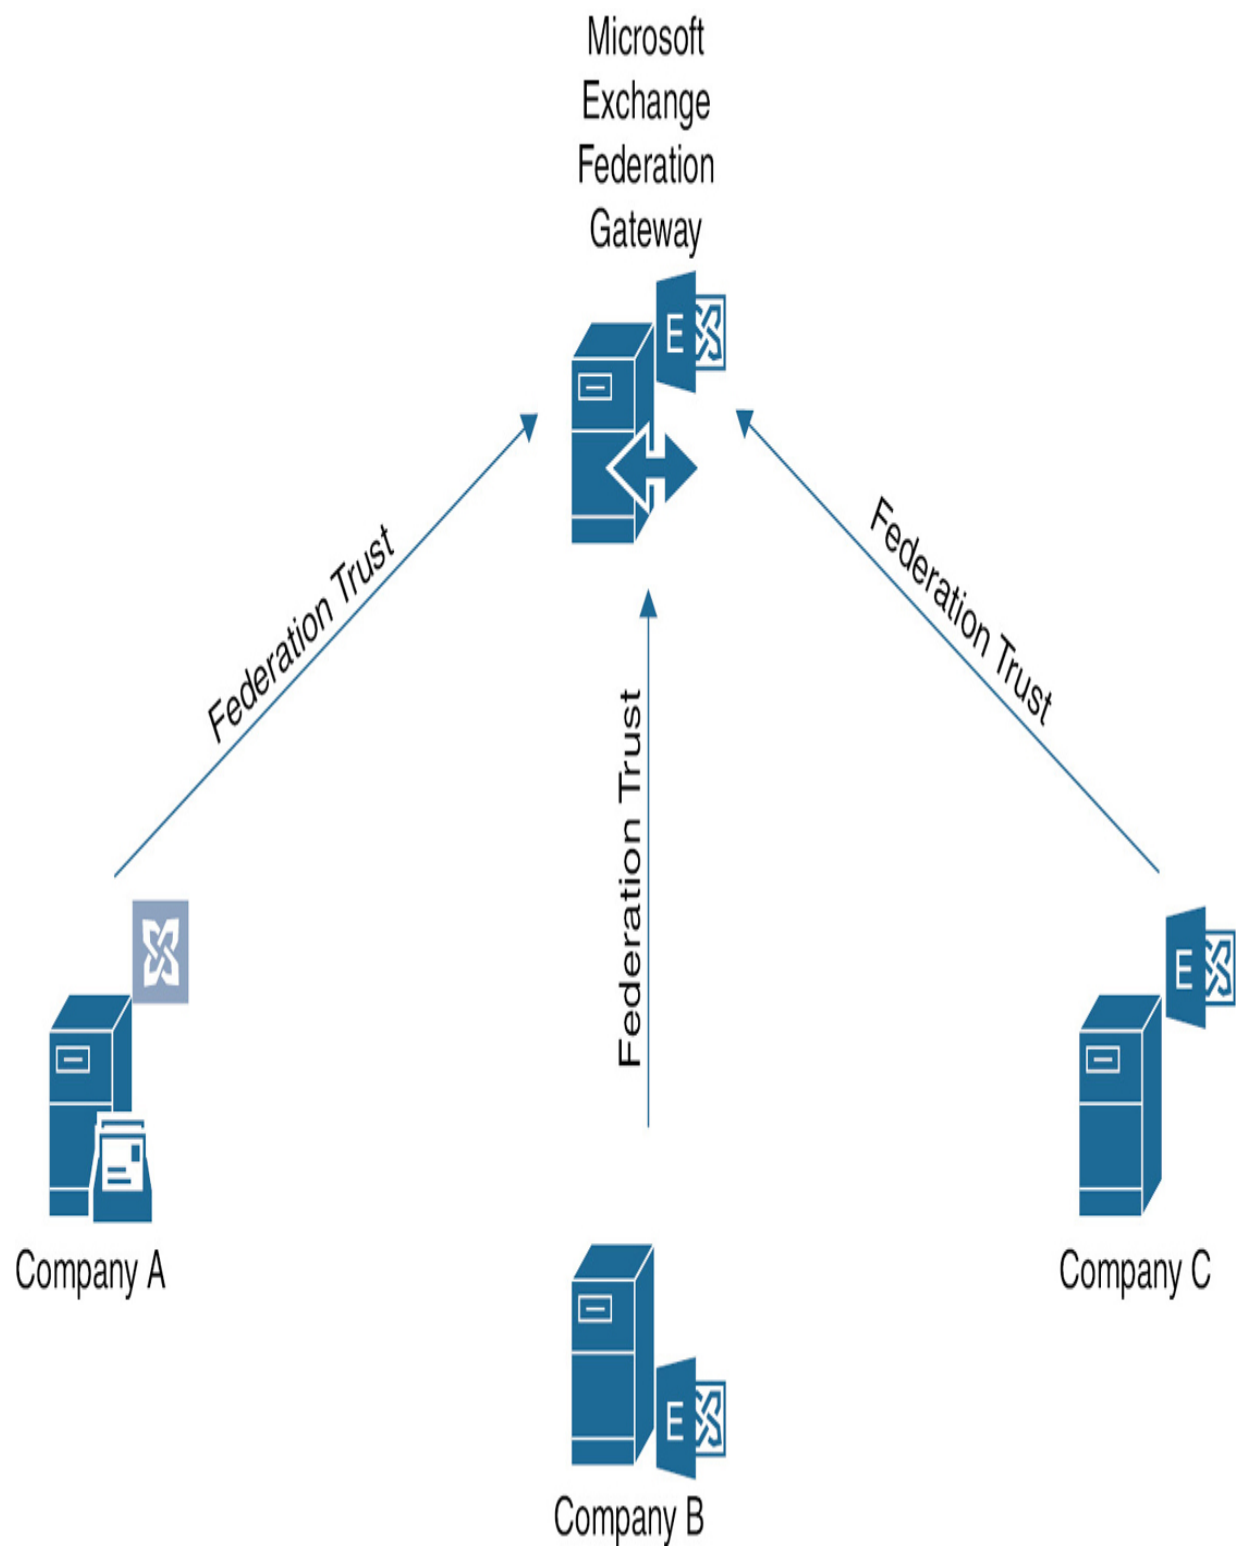 Microsoft
Exchange
Federation
Gateway
E
Federation Trust
Federation Trust
Federation Trust
E
Company A
Company C
E
Company B